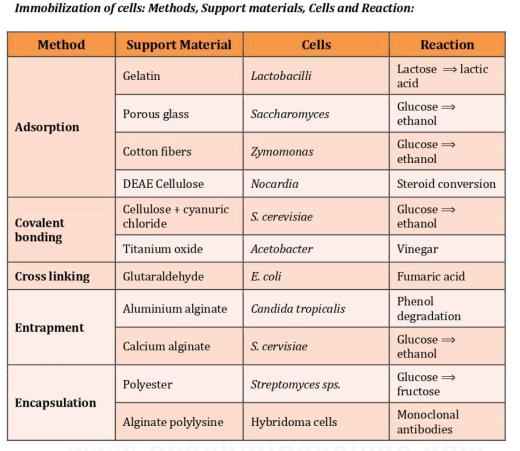 Immobilization of cells: Methods, Support materials, Cells and Reaction:
Method Support Material Cells Reaction
Adsorption
Gelatin Lactobacilli Lactose ⟹ lactic
acid
Porous glass Saccharomyces Glucose ⟹
ethanol
Cotton fibers Zymomonas Glucose ⟹
ethanol
DEAE Cellulose Nocardia Steroid conversion
Covalent
bonding
Cellulose + cyanuric
chloride
S. cerevisiae Glucose ⟹
ethanol
Titanium oxide Acetobacter Vinegar
Cross linking Glutaraldehyde E. coli Fumaric acid
Entrapment
Aluminium alginate Candida tropicalis Phenol
degradation
Calcium alginate S. cervisiae Glucose ⟹
ethanol
Encapsulation
Polyester Streptomyces sps. Glucose ⟹
fructose
Alginate polylysine Hybridoma cells Monoclonal
antibodies